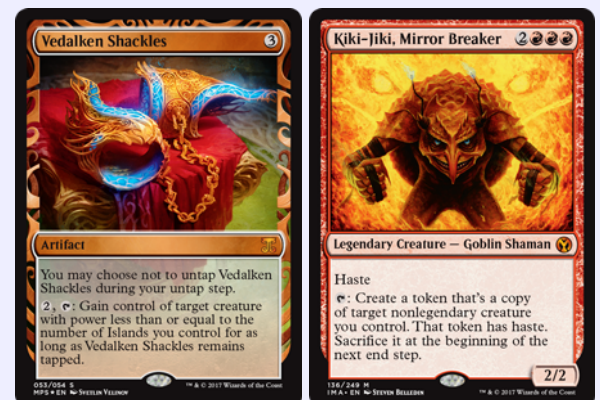 Vedalken Shackles 3
Artifact
You may choose not to untap Vedalken
Shackles during your untap step.
2, : Gain control of target creature
with power less than or equal to the
number of Islands you control for as
long as Vedalken Shackles remains
tapped.
053/054 S
MPS • EN Svetlin Velinov
™ & © 2017 Wizards of the Coast
Kiki-Jiki, Mirror Breaker 2
Legendary Creature — Goblin Shaman
Haste
: Create a token that's a copy
of target nonlegendary creature
you control. That token has haste.
Sacrifice it at the beginning of the
next end step.
2/2
136/249 M
IMA • EN Steven Belledin
™ & © 2017 Wizards of the Coast